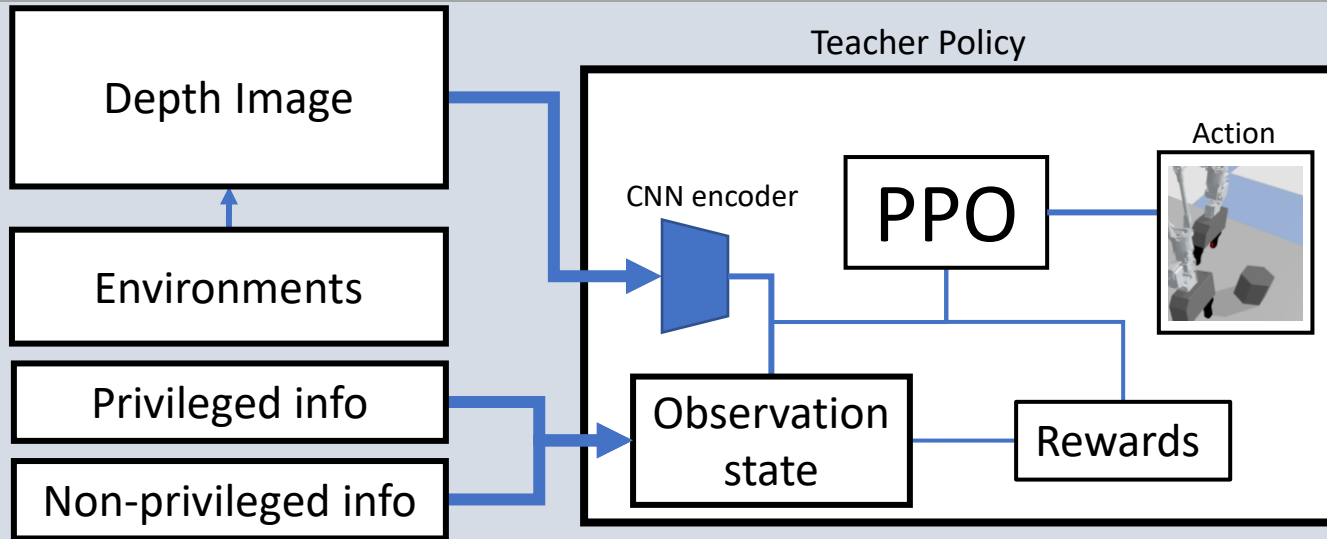 Teacher Policy
Depth Image
Environments
Privileged info
Non-privileged info
CNN encoder
PPO
Action
Observation
state
Rewards